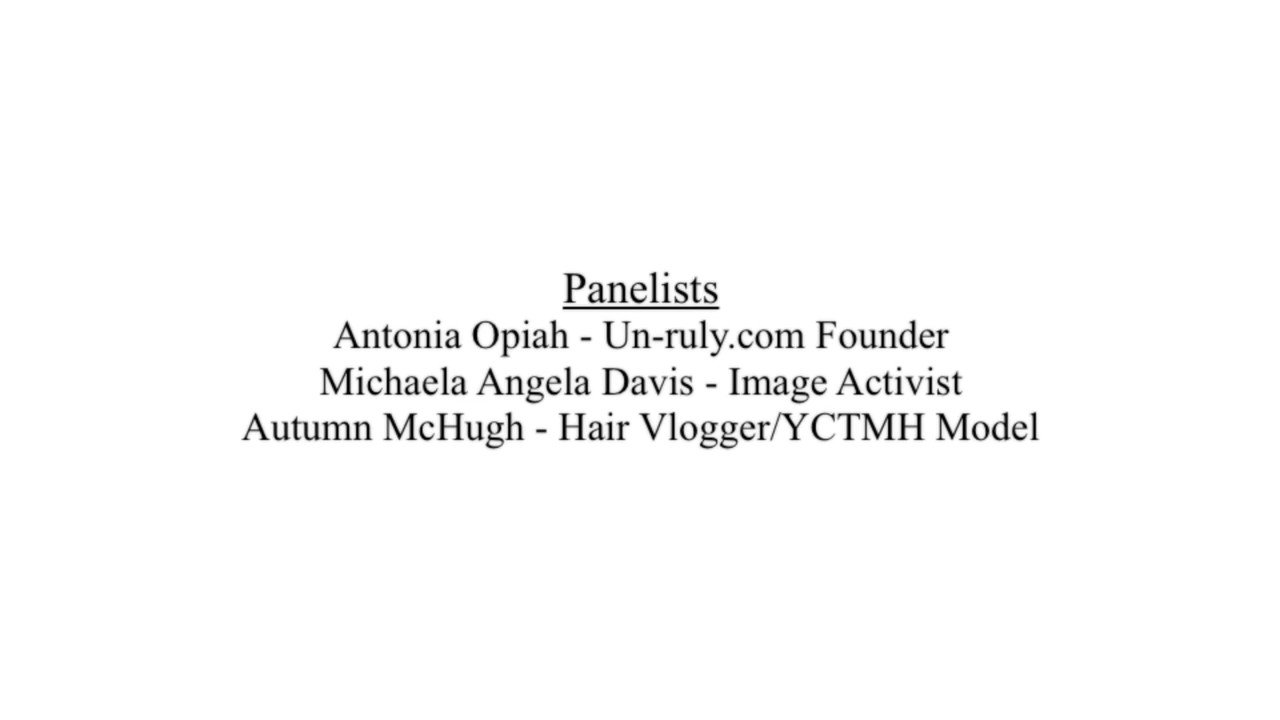 Panelists
Antonia Opiah - Un-ruly.com Founder
Michaela Angela Davis - Image Activist
Autumn McHugh - Hair Vlogger/YCTMH Model